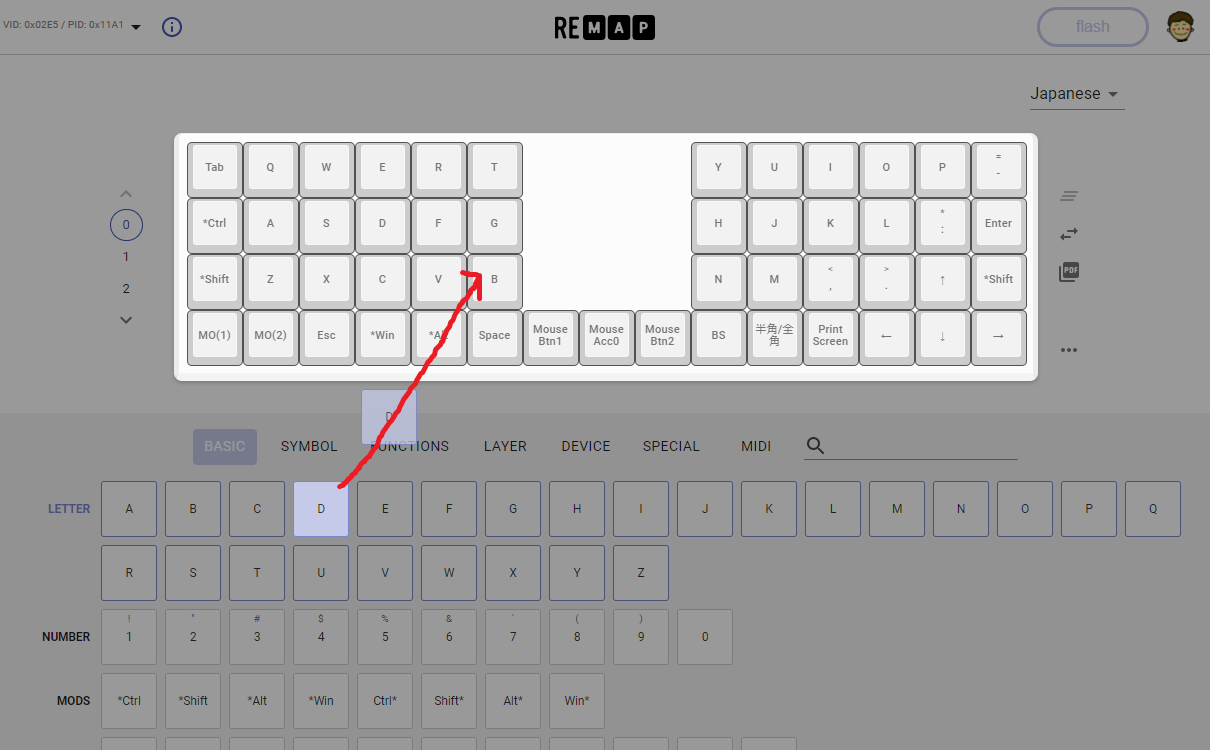 VID: 0x02E5 / PID: 0x11A1 REMAP flash
Japanese
Tab Q W E R T Y U I O P = -
0
*Ctrl A S D F G H J K L * : Enter
1
*Shift Z X C V B N M < , > . ↑ *Shift
PDF
2
MO(1) MO(2) Esc *Win Space Mouse Btn1 Mouse Acc0 Mouse Btn2 BS 半角/全角 Print Screen ← ↓ →
D
BASIC SYMBOL FUNCTIONS LAYER DEVICE SPECIAL MIDI
LETTER A B C D E F G H I J K L M N O P Q
R S T U V W X Y Z
! " # $ % & ' ( )
NUMBER 1 2 3 4 5 6 7 8 9 0
MODS *Ctrl *Shift *Alt *Win Ctrl* Shift* Alt* Win*